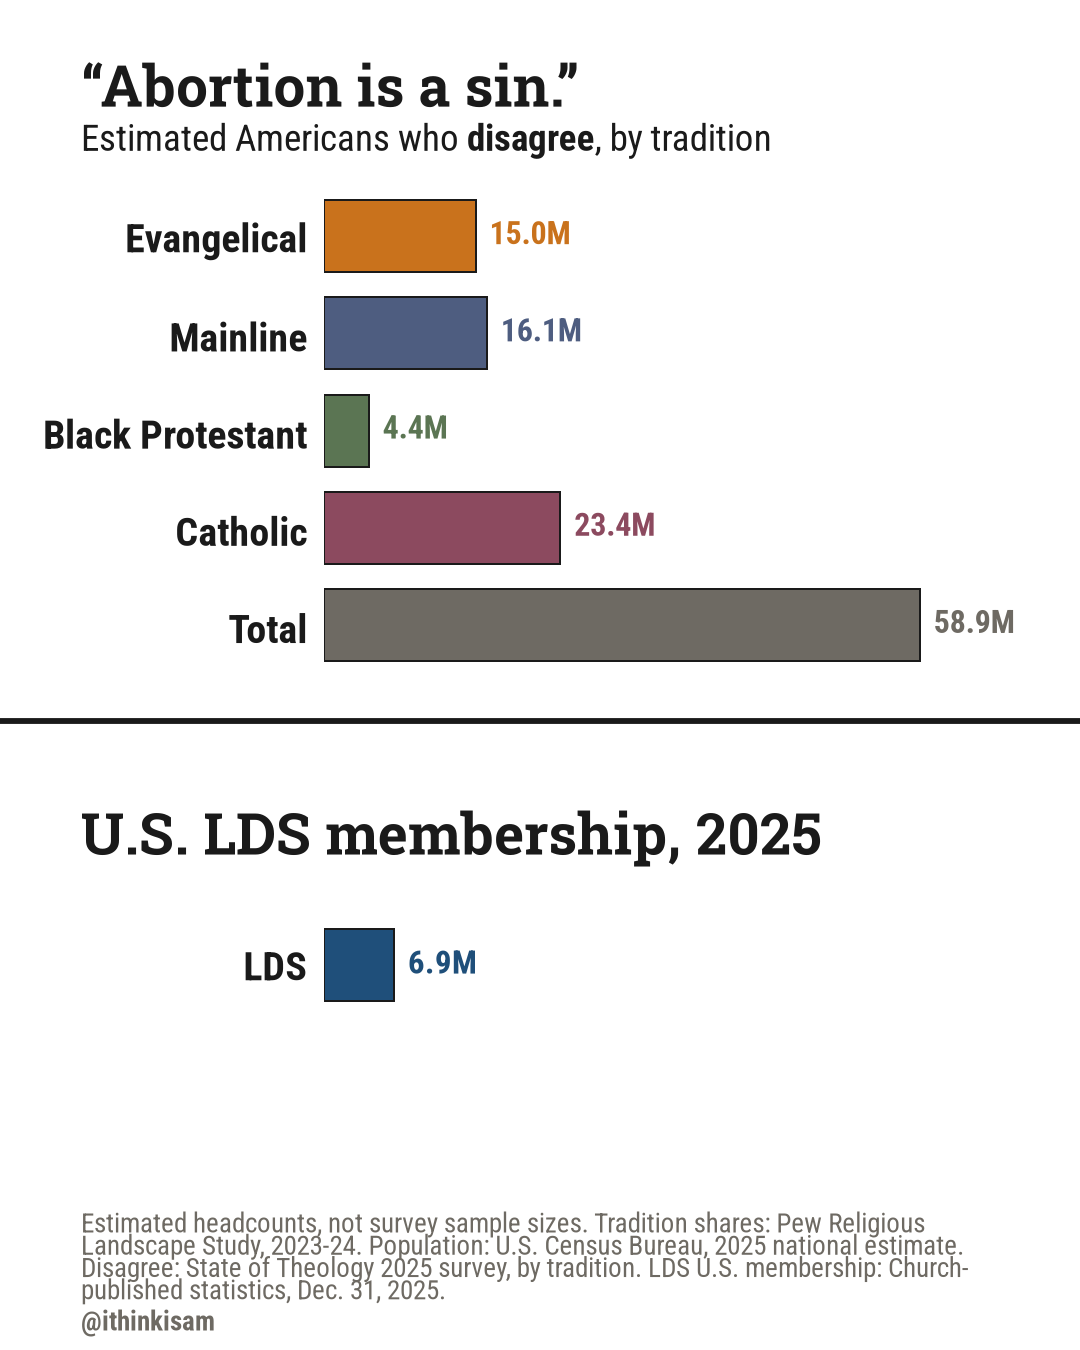 “Abortion is a sin.”
Estimated Americans who disagree, by tradition
Evangelical 15.0M
Mainline 16.1M
Black Protestant 4.4M
Catholic 23.4M
Total 58.9M
U.S. LDS membership, 2025
LDS 6.9M
Estimated headcounts, not survey sample sizes. Tradition shares: Pew Religious
Landscape Study, 2023-24. Population: U.S. Census Bureau, 2025 national estimate.
Disagree: State of Theology 2025 survey, by tradition. LDS U.S. membership: Church-
published statistics, Dec. 31, 2025.
@ithinkisam